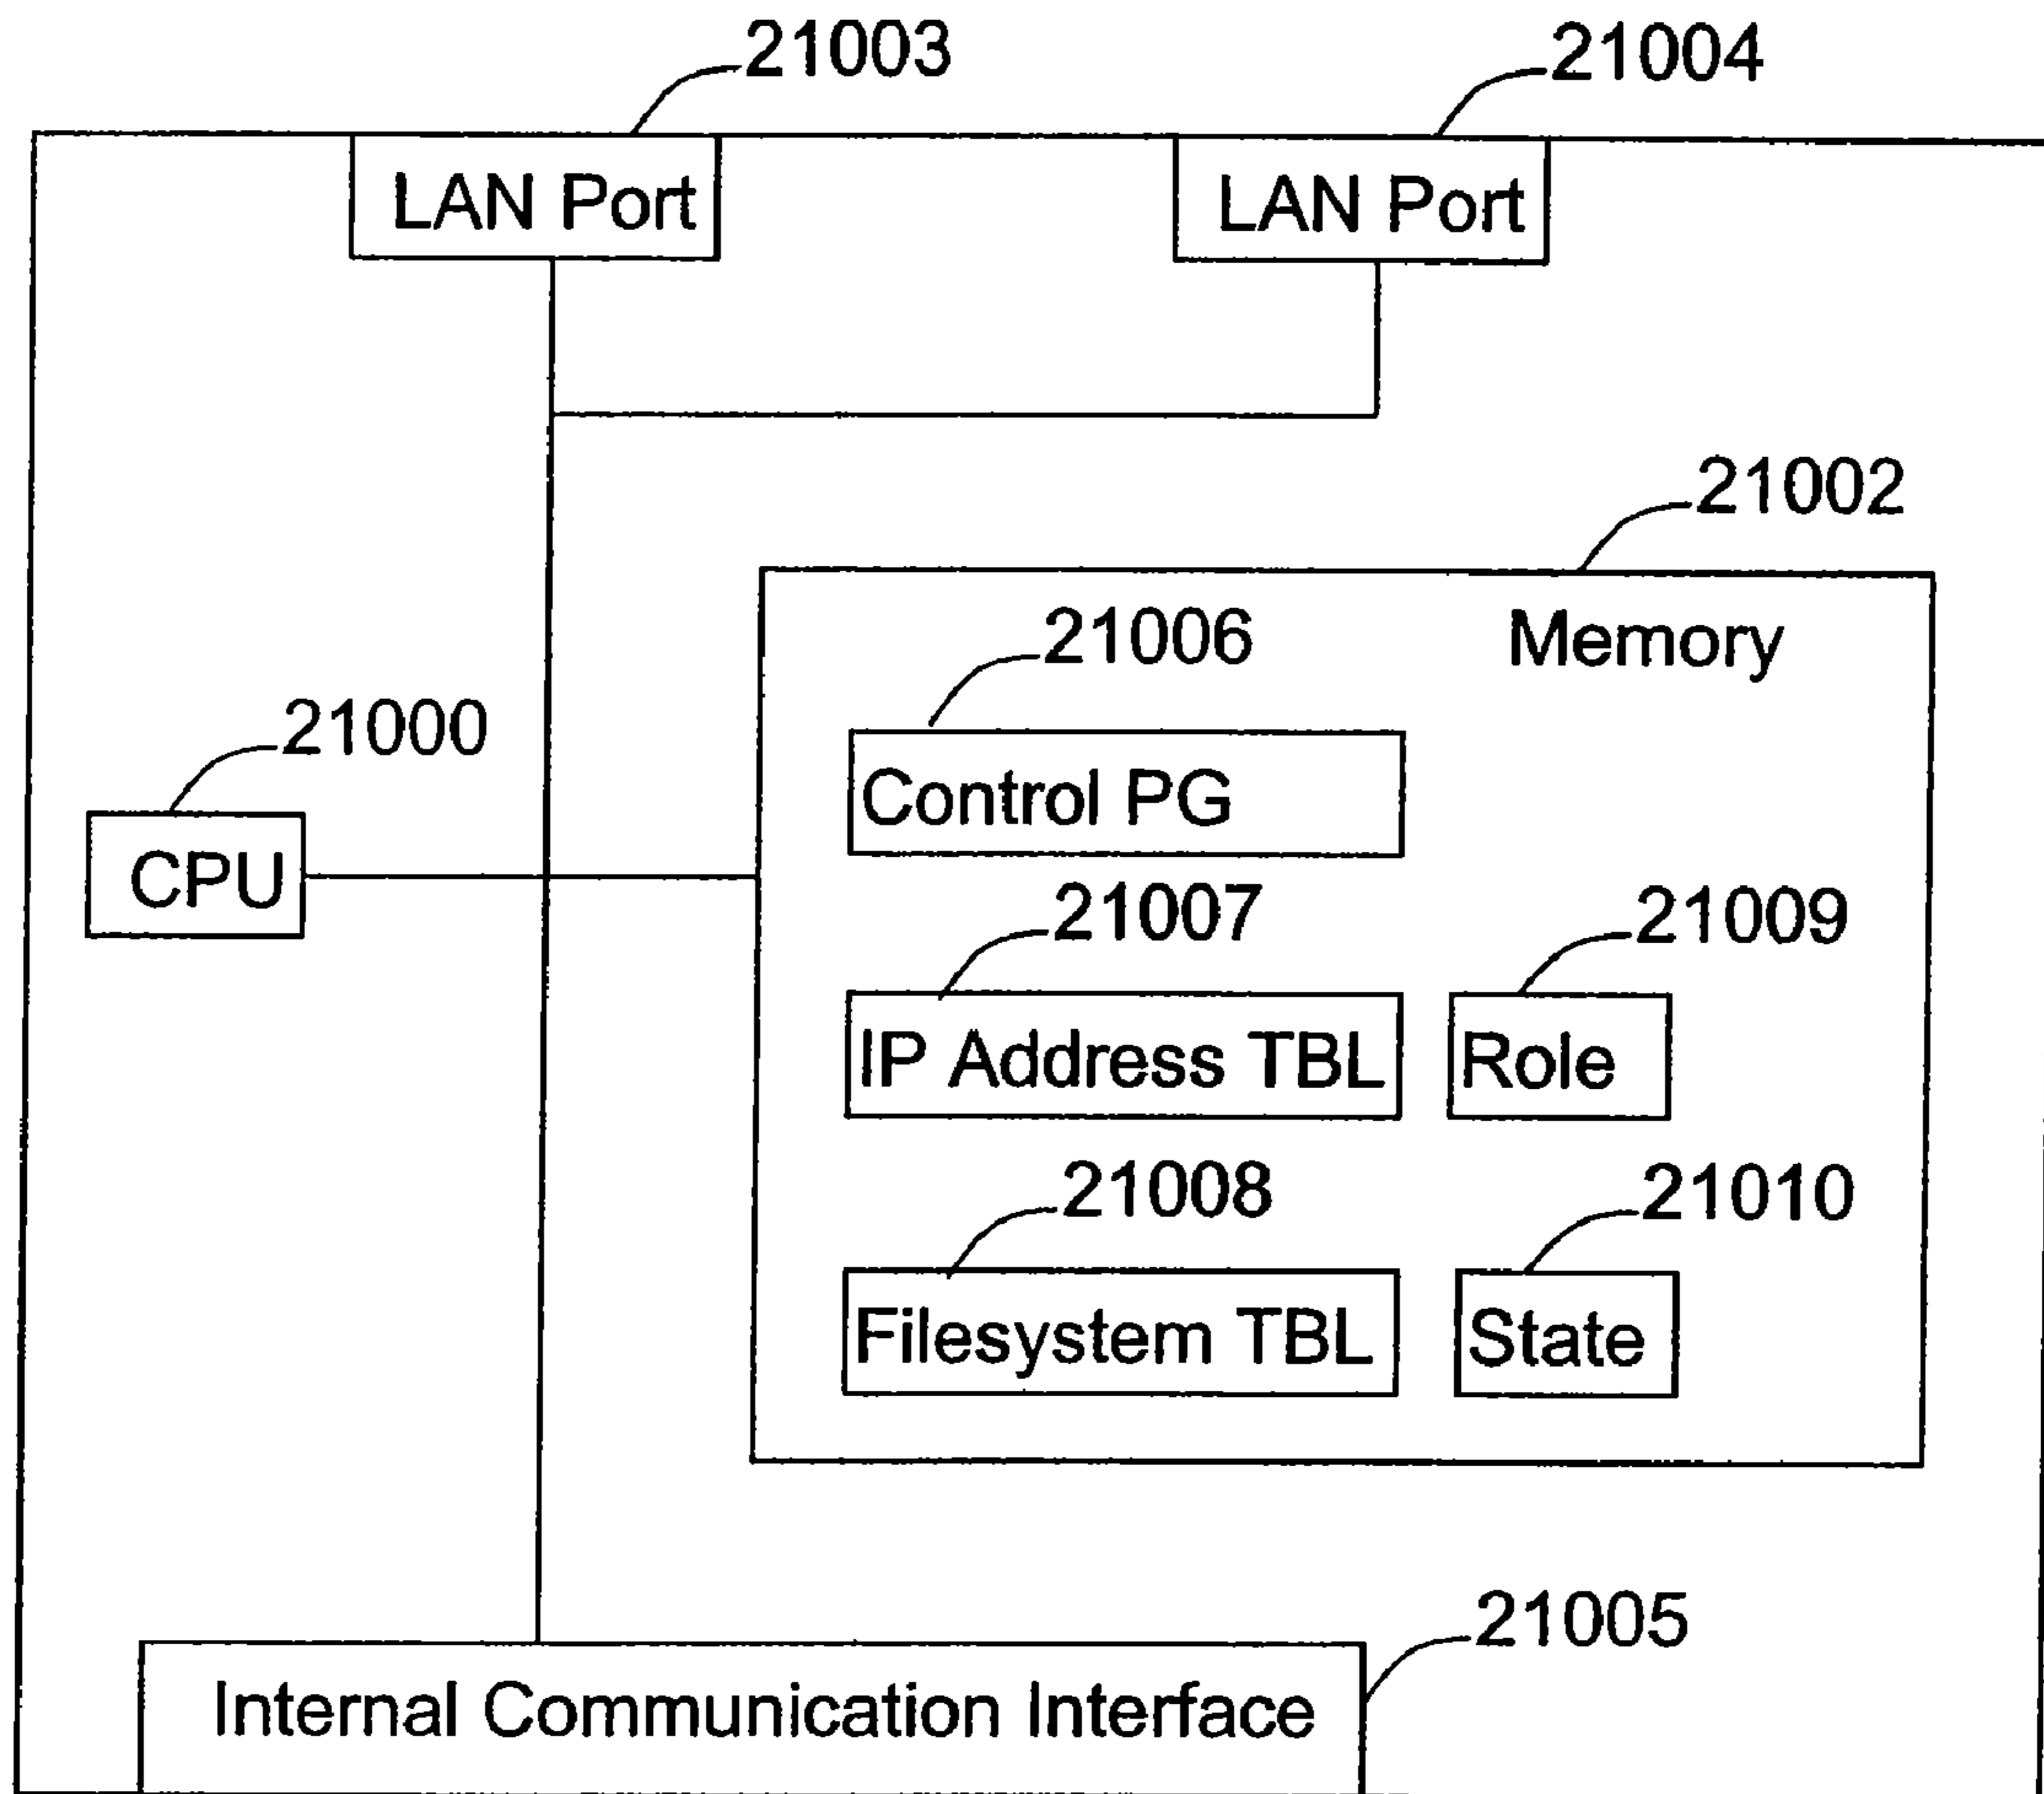 21003
21004
LAN Port
LAN Port
21002
21006
Memory
21000
Control PG
CPU
21007
21009
IP Address TBL
Role
21008
21010
Filesystem TBL
State
21005
Internal Communication Interface